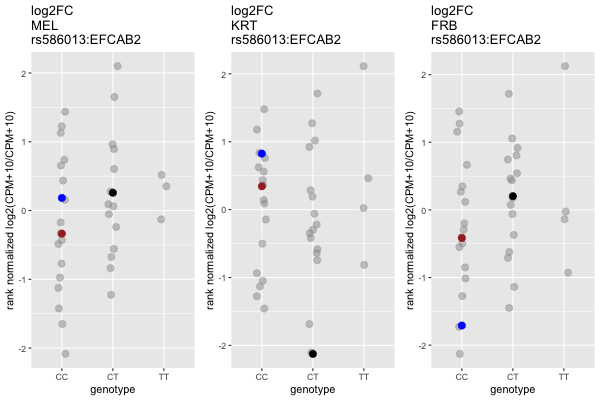 log2FC
MEL
rs586013:EFCAB2
rank normalized log2(CPM+10/CPM+10)
2
1
0
-1
-2
CC
CT
TT
genotype
log2FC
KRT
rs586013:EFCAB2
rank normalized log2(CPM+10/CPM+10)
2
1
0
-1
-2
CC
CT
TT
genotype
log2FC
FRB
rs586013:EFCAB2
rank normalized log2(CPM+10/CPM+10)
2
1
0
-1
-2
CC
CT
TT
genotype